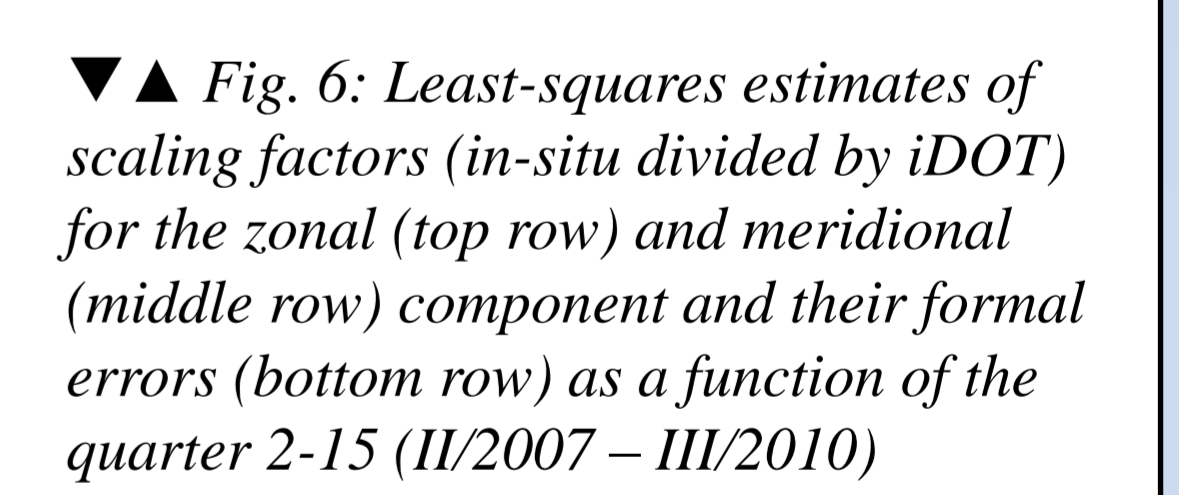 ▼▲ Fig. 6: Least-squares estimates of
scaling factors (in-situ divided by iDOT)
for the zonal (top row) and meridional
(middle row) component and their formal
errors (bottom row) as a function of the
quarter 2-15 (II/2007 – III/2010)